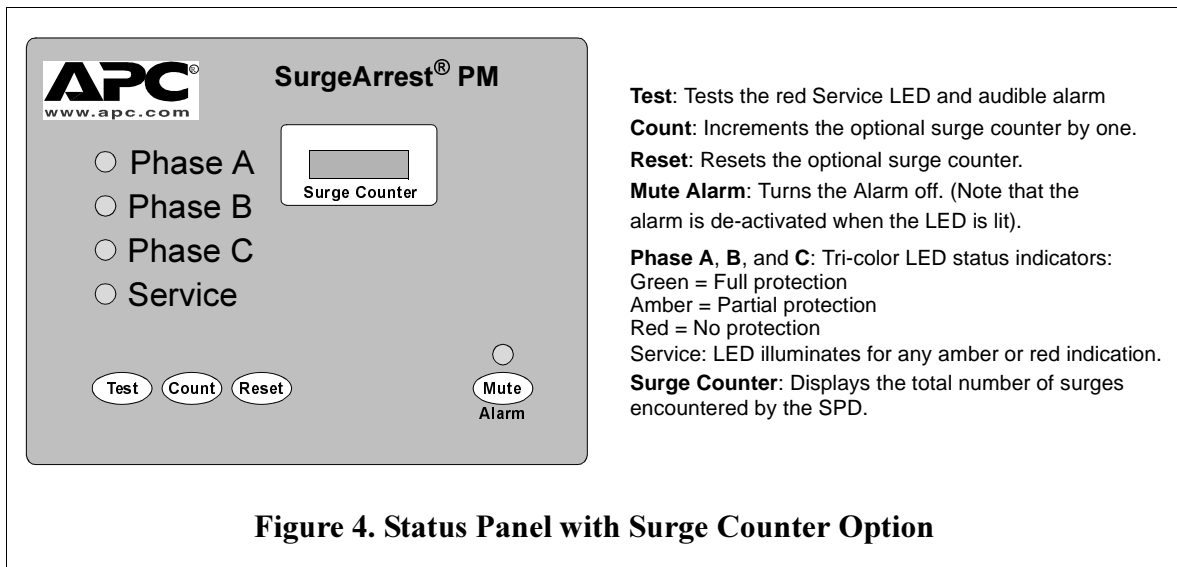 APC®
www.apc.com
SurgeArrest® PM
Surge Counter
Phase A
Phase B
Phase C
Service
Test
Count
Reset
Mute
Alarm
Test: Tests the red Service LED and audible alarm
Count: Increments the optional surge counter by one.
Reset: Resets the optional surge counter.
Mute Alarm: Turns the Alarm off. (Note that the
alarm is de-activated when the LED is lit).
Phase A, B, and C: Tri-color LED status indicators:
Green = Full protection
Amber = Partial protection
Red = No protection
Service: LED illuminates for any amber or red indication.
Surge Counter: Displays the total number of surges
encountered by the SPD.
Figure 4. Status Panel with Surge Counter Option